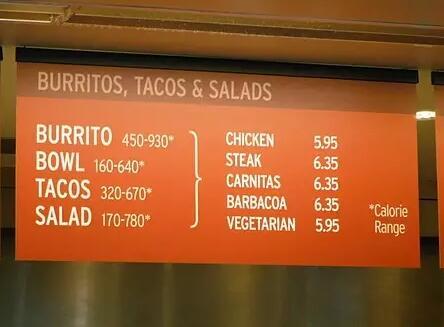 BURRITOS, TACOS & SALADS
BURRITO 450-930*
BOWL 160-640*
TACOS 320-670*
SALAD 170-780*
CHICKEN 5.95
STEAK 6.35
CARNITAS 6.35
BARBACOA 6.35
VEGETARIAN 5.95
*Calorie
Range